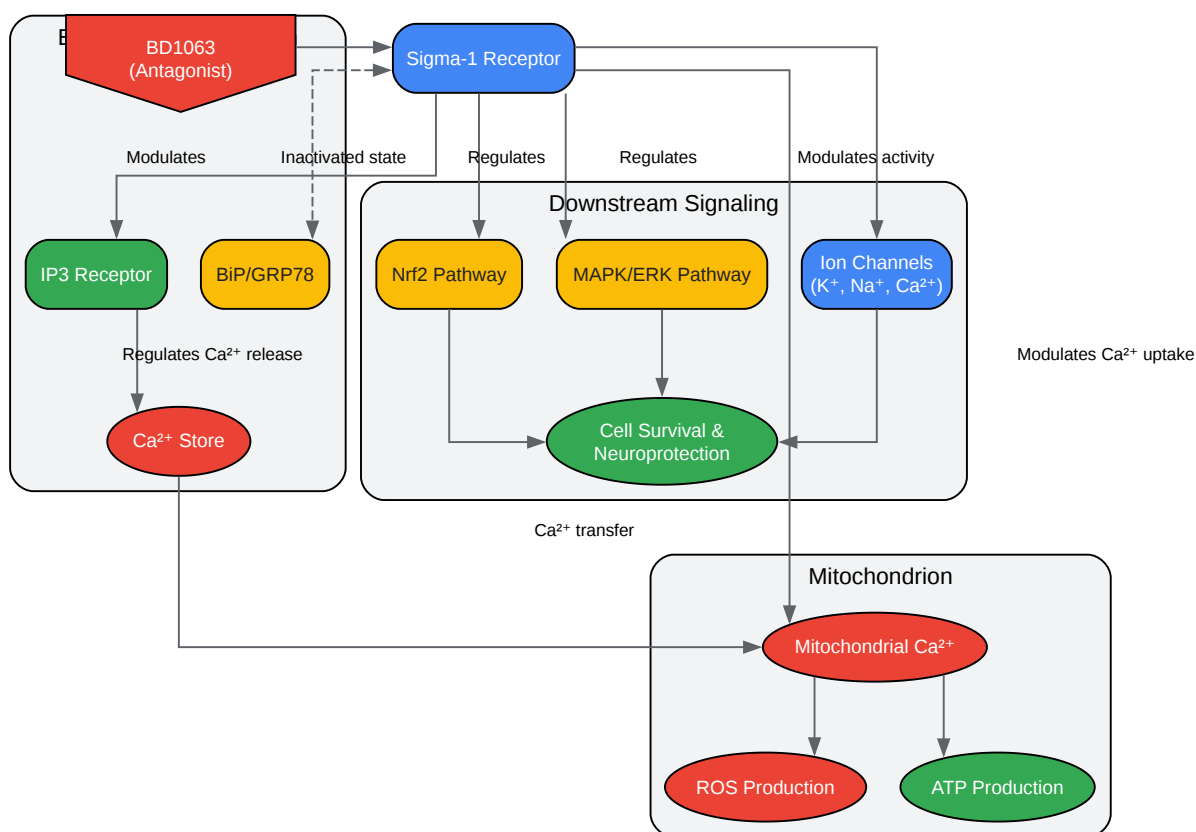 BD1063
(Antagonist)
Sigma-1 Receptor
Modulates
Inactivated state
Regulates
Regulates
Modulates activity
Downstream Signaling
IP3 Receptor
BiP/GRP78
Nrf2 Pathway
MAPK/ERK Pathway
Ion Channels
(K⁺, Na⁺, Ca²⁺)
Regulates Ca²⁺ release
Modulates Ca²⁺ uptake
Ca²⁺ Store
Cell Survival &
Neuroprotection
Ca²⁺ transfer
Mitochondrion
Mitochondrial Ca²⁺
ROS Production
ATP Production